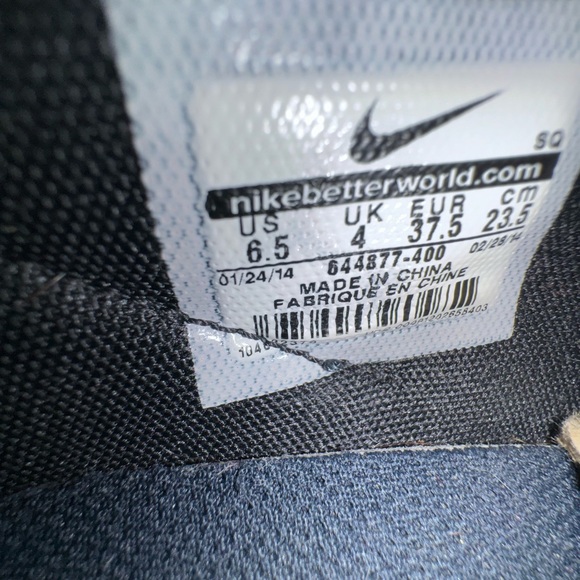 SQ
nikebetterworld.com
US UK EUR cm
6.5 4 37.5 23.5
01/24/14 644877-400 02/28/14
MADE IN CHINA
FABRIQUE EN CHINE